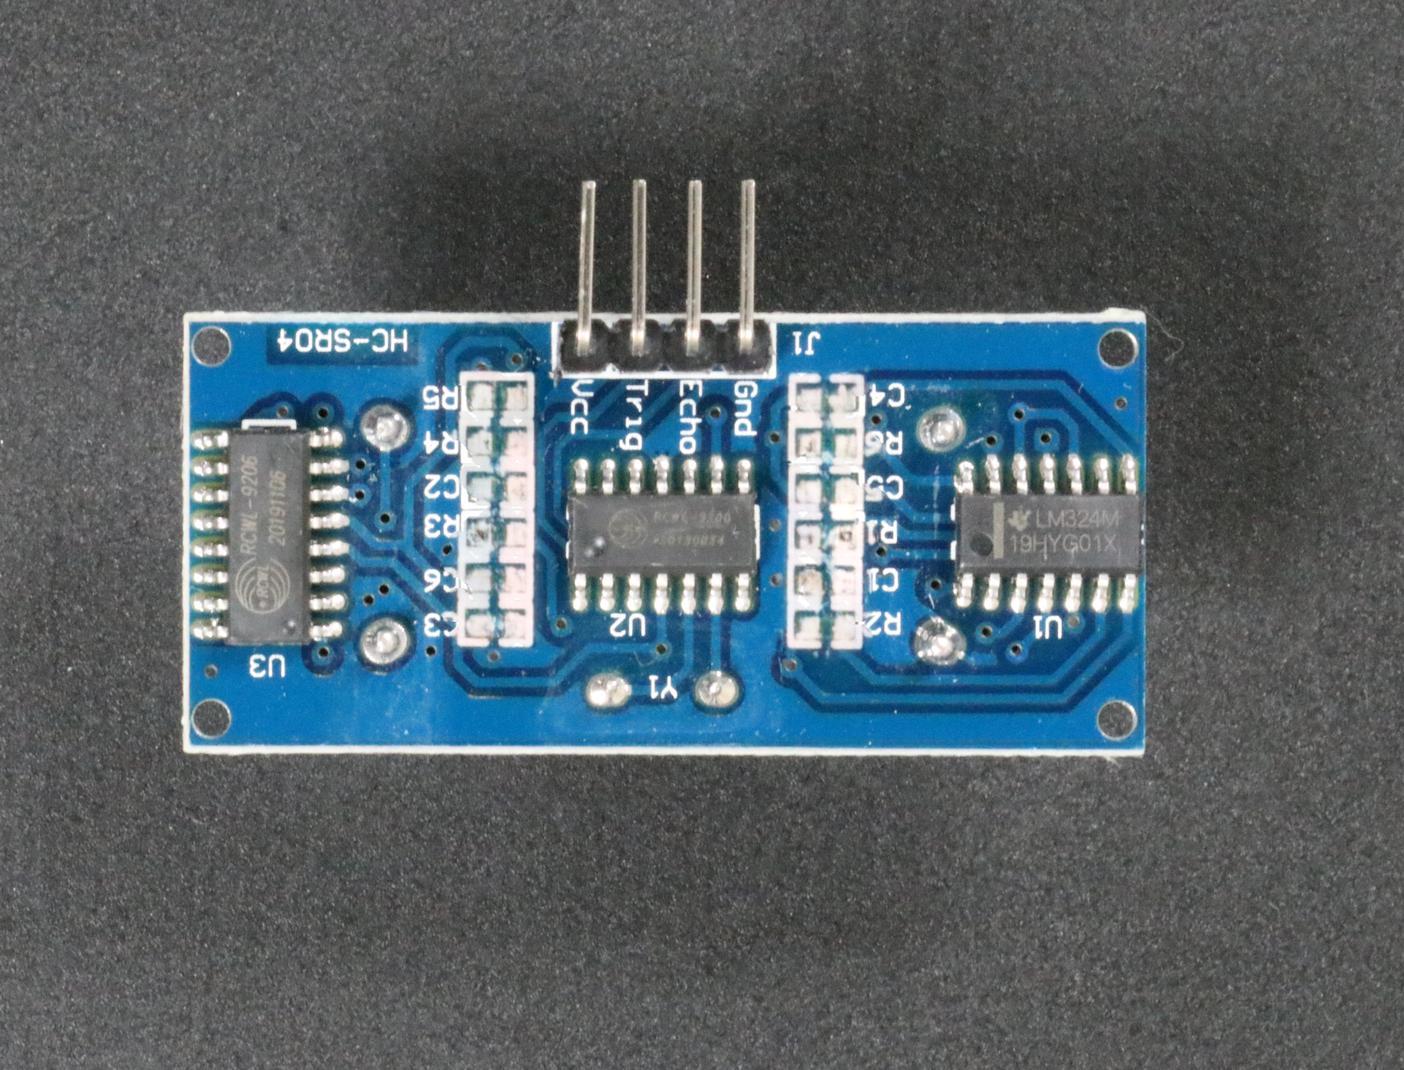 HC-SR04
J1
Vcc
Trig
Echo
Gnd
R5
R4
C2
R3
C6
C3
C4
R6
C5
R1
C1
R2
RCWL-9206
20191106
RCWL
LM324M
19HYG01X
U3
U2
U1
Y1